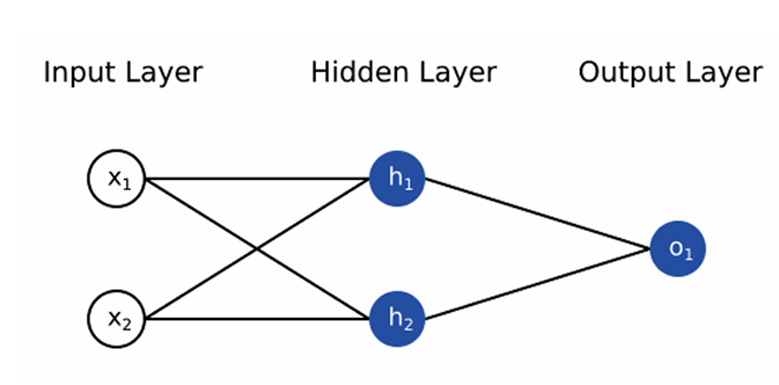 Input Layer Hidden Layer Output Layer
x₁ h₁
o₁
x₂ h₂